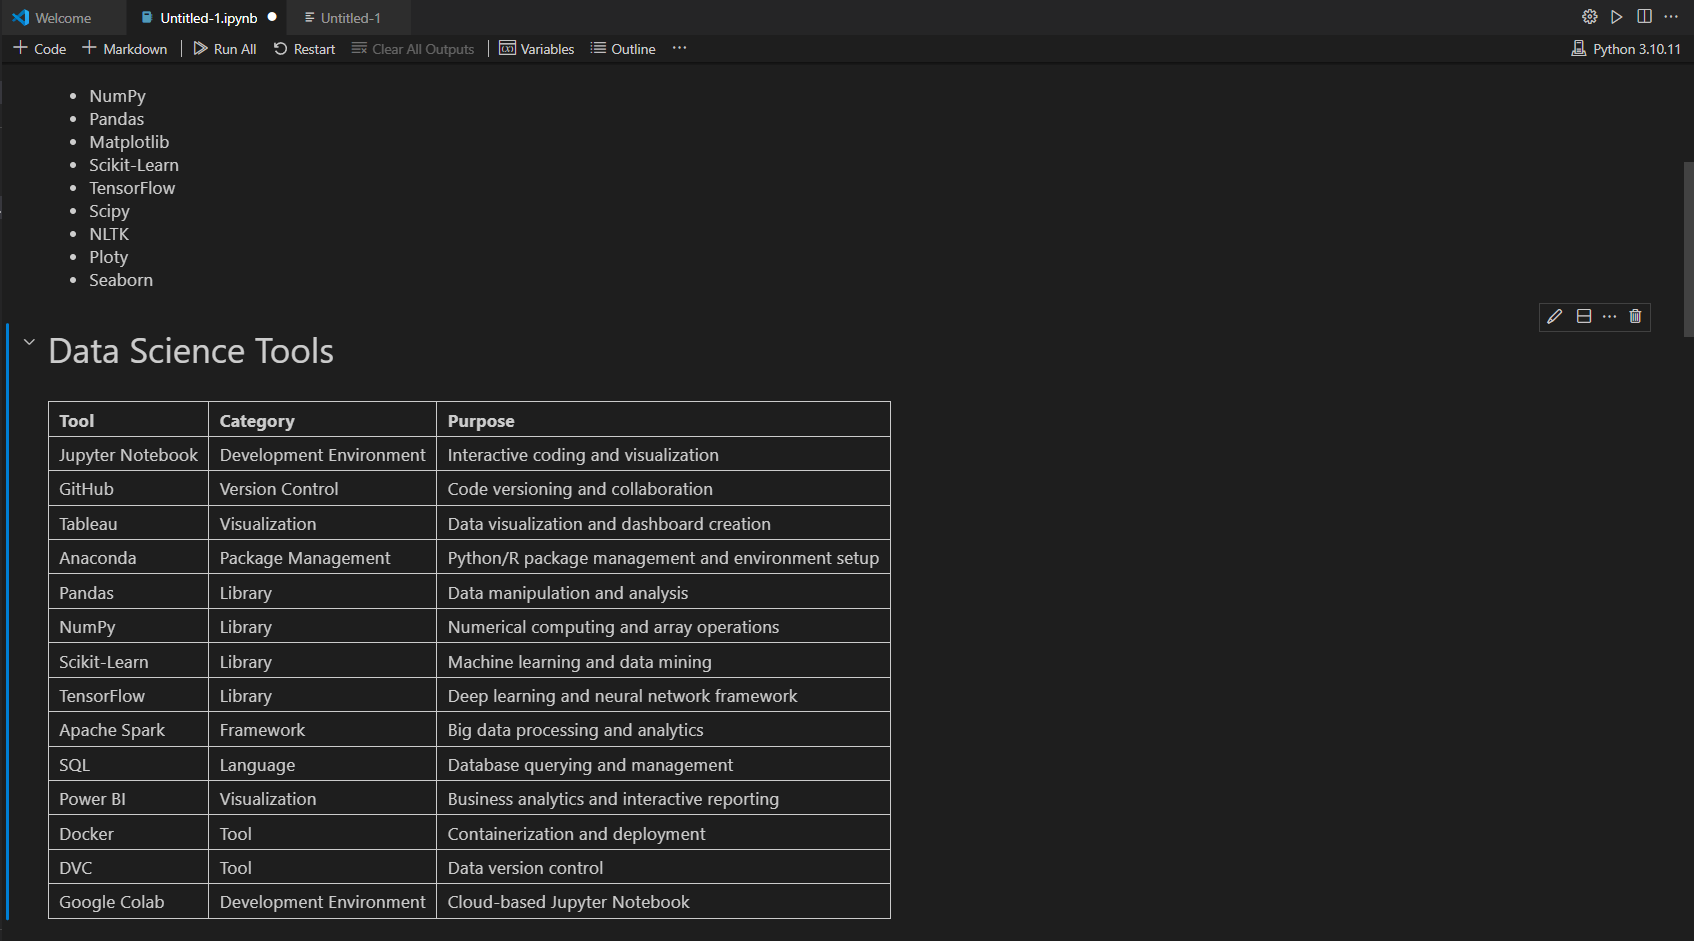 Welcome Untitled-1.ipynb Untitled-1
Code Markdown Run All Restart Clear All Outputs Variables Outline ... Python 3.10.11
• NumPy
• Pandas
• Matplotlib
• Scikit-Learn
• TensorFlow
• Scipy
• NLTK
• Ploty
• Seaborn
Data Science Tools
Tool Category Purpose
Jupyter Notebook Development Environment Interactive coding and visualization
GitHub Version Control Code versioning and collaboration
Tableau Visualization Data visualization and dashboard creation
Anaconda Package Management Python/R package management and environment setup
Pandas Library Data manipulation and analysis
NumPy Library Numerical computing and array operations
Scikit-Learn Library Machine learning and data mining
TensorFlow Library Deep learning and neural network framework
Apache Spark Framework Big data processing and analytics
SQL Language Database querying and management
Power BI Visualization Business analytics and interactive reporting
Docker Tool Containerization and deployment
DVC Tool Data version control
Google Colab Development Environment Cloud-based Jupyter Notebook